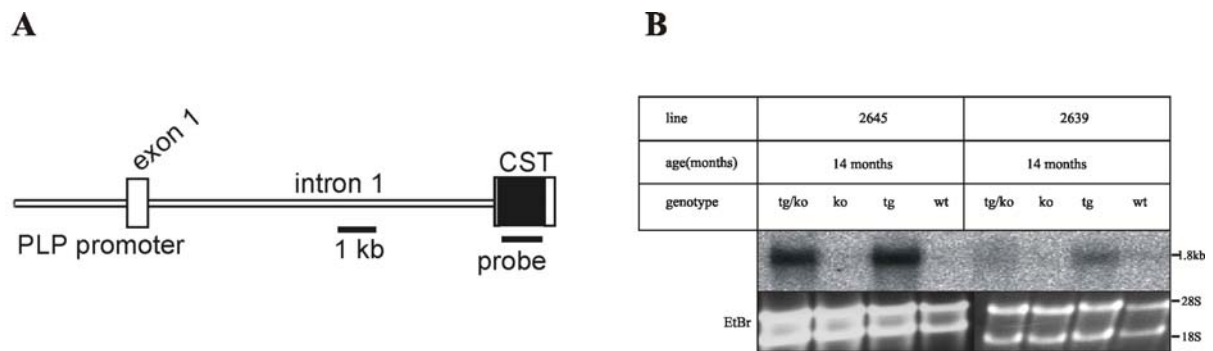 A
exon 1
CST
intron 1
PLP promoter
1 kb
probe
B
line 2645 2639
age(months) 14 months 14 months
genotype tg/ko ko tg wt tg/ko ko tg wt
1.8kb
28S
EtBr
18S